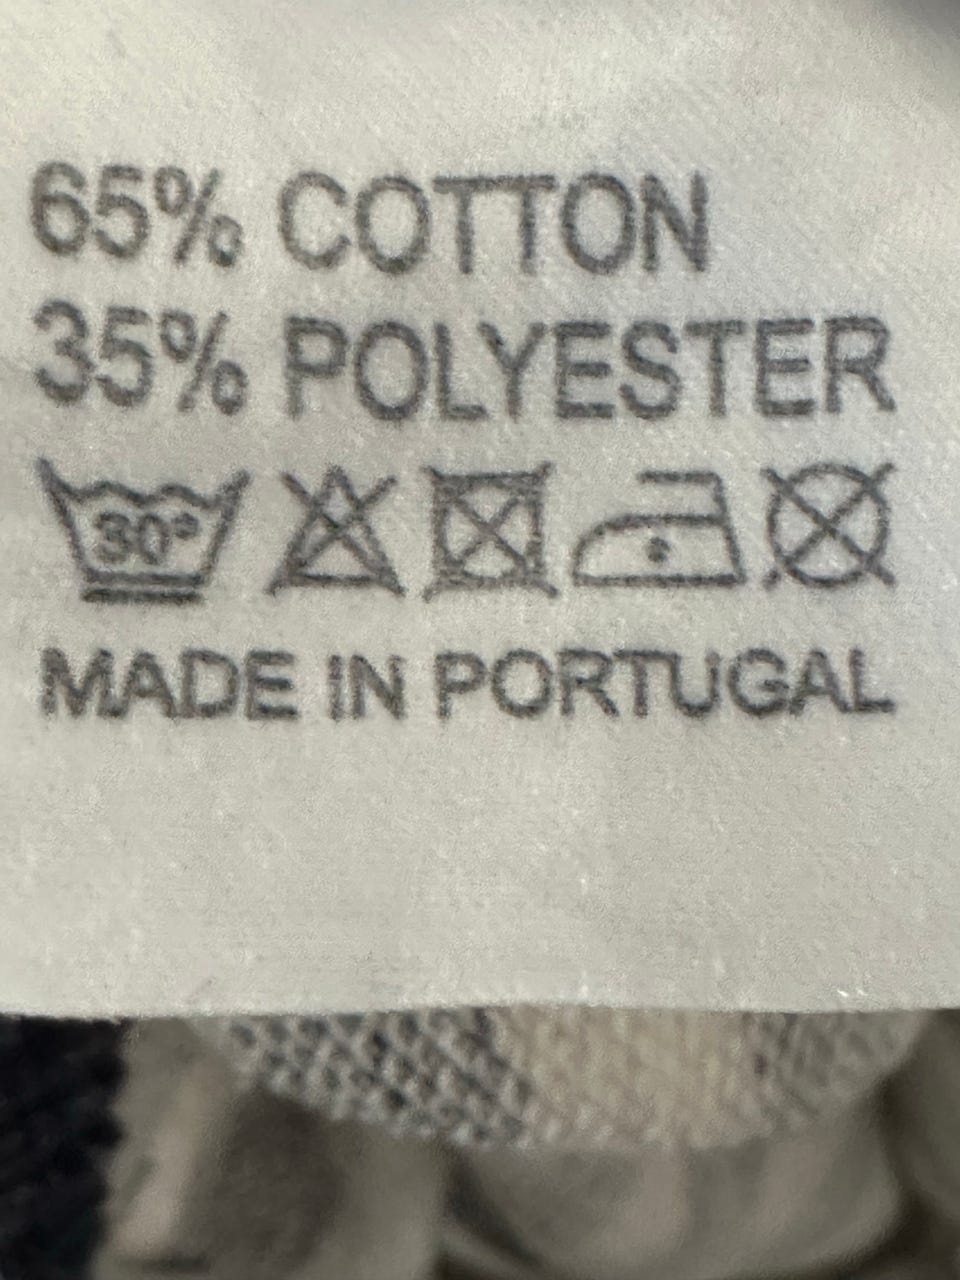 65% COTTON
35% POLYESTER
30°
MADE IN PORTUGAL